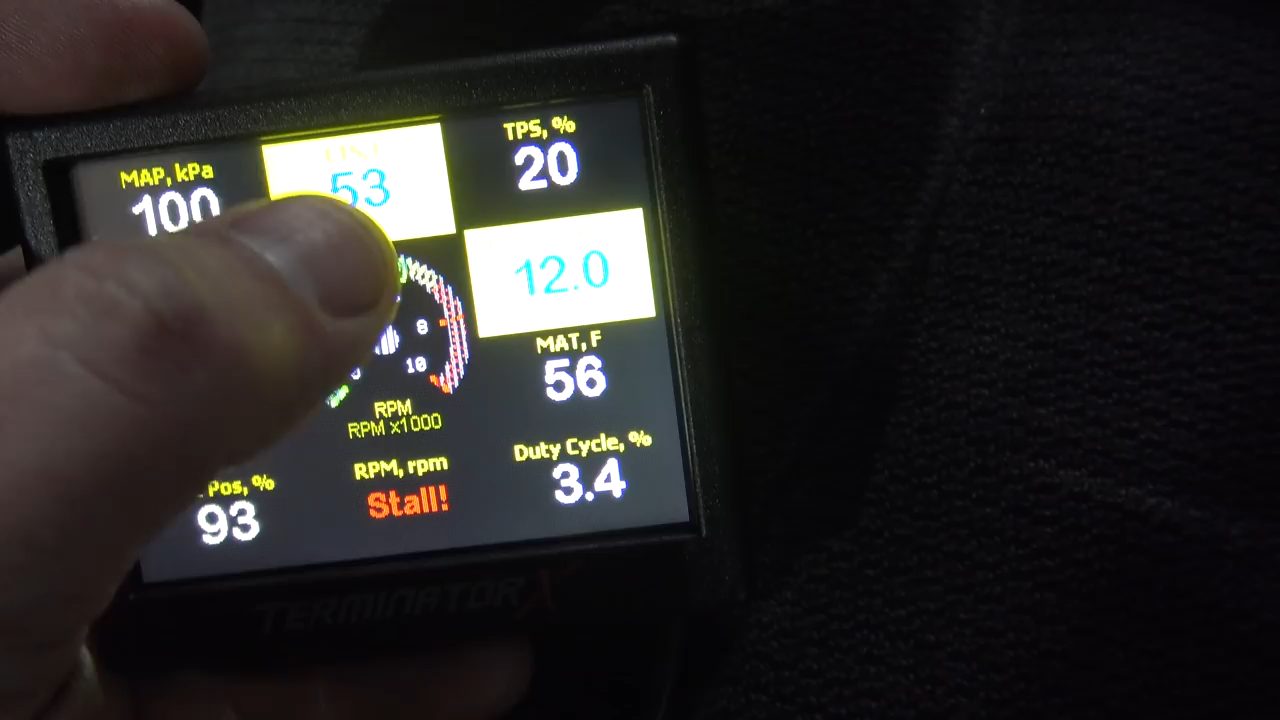 MAP, kPa
100
53
TPS, %
20
12.0
MAT, F
56
8
10
RPM
RPM x1000
Pos, %
93
RPM, rpm
Stall!
Duty Cycle, %
3.4
TERMINATOR X